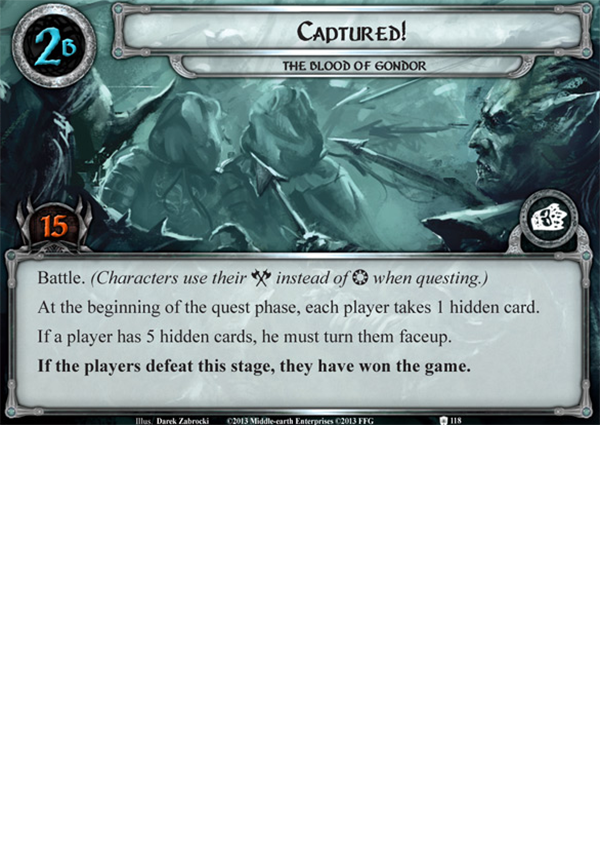 2B
CAPTURED!
THE BLOOD OF GONDOR
15
Battle. (Characters use their instead of when questing.)
At the beginning of the quest phase, each player takes 1 hidden card.
If a player has 5 hidden cards, he must turn them faceup.
If the players defeat this stage, they have won the game.
Illus. Darek Zabrocki ©2013 Middle-earth Enterprises ©2013 FFG 118